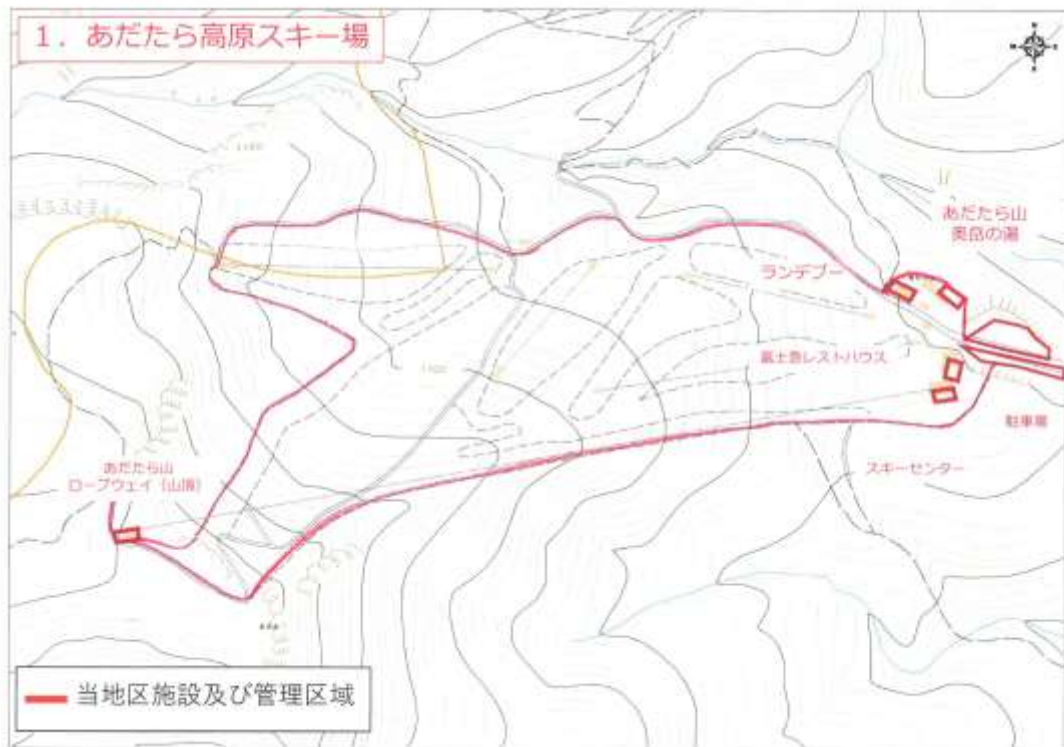 1. あだたら高原スキー場
あだたら山
奥岳の湯
ランデブー
富士急レストハウス
駐車場
スキーセンター
あだたら山
ロープウェイ（山頂）
当地区施設及び管理区域